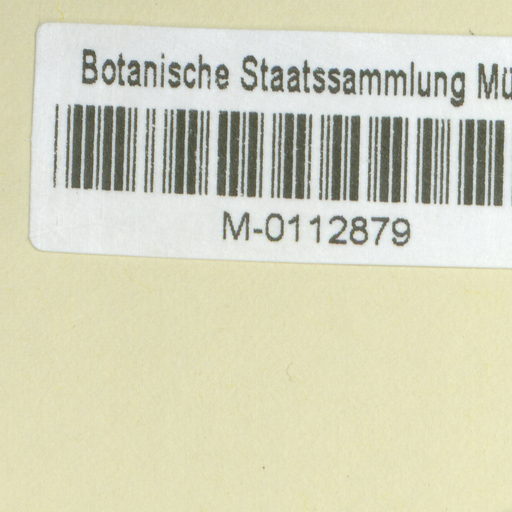 Botanische Staatssammlung Mü
M-0112879